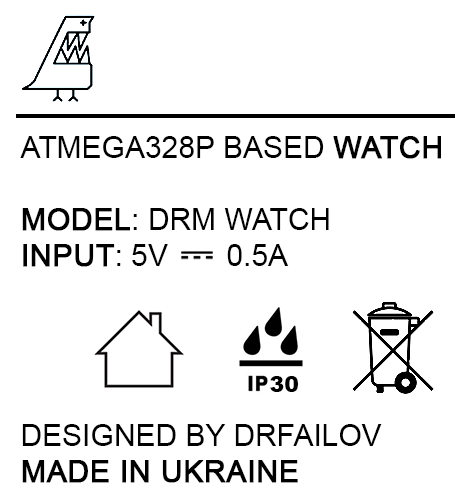 ATMEGA328P BASED WATCH
MODEL: DRM WATCH
INPUT: 5V ⎓ 0.5A
IP30
DESIGNED BY DRFAILOV
MADE IN UKRAINE